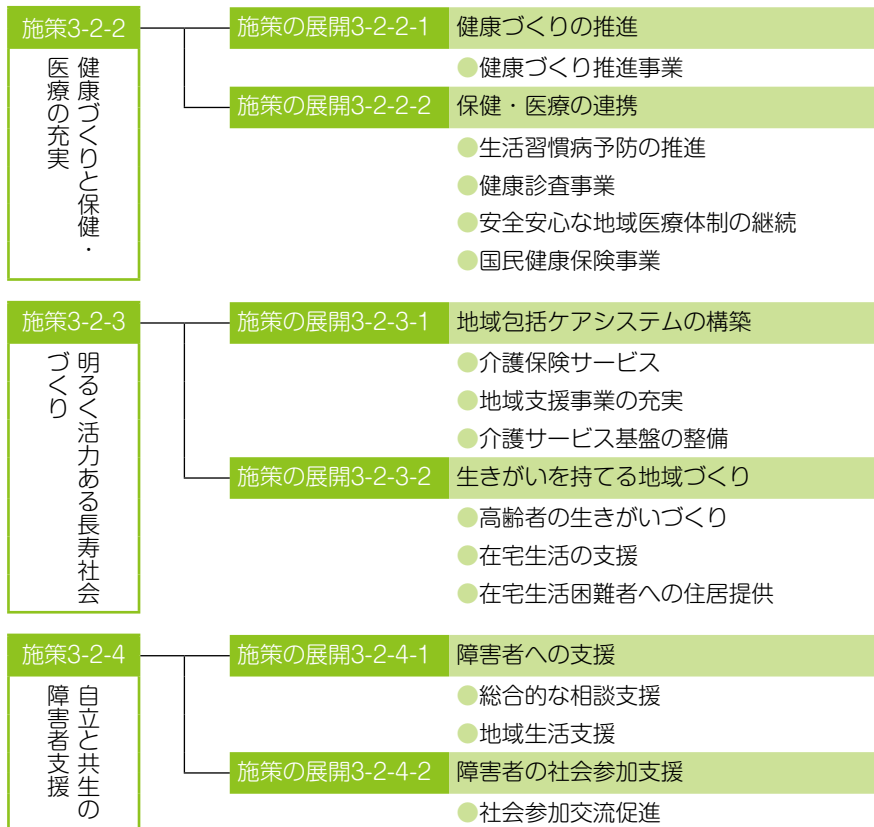 施策3-2-2
健康づくりと保健・
医療の充実
施策の展開3-2-2-1 健康づくりの推進
●健康づくり推進事業
施策の展開3-2-2-2 保健・医療の連携
●生活習慣病予防の推進
●健康診査事業
●安全安心な地域医療体制の継続
●国民健康保険事業
施策3-2-3
明るく活力ある長寿社会
づくり
施策の展開3-2-3-1 地域包括ケアシステムの構築
●介護保険サービス
●地域支援事業の充実
●介護サービス基盤の整備
施策の展開3-2-3-2 生きがいを持てる地域づくり
●高齢者の生きがいづくり
●在宅生活の支援
●在宅生活困難者への住居提供
施策3-2-4
自立と共生の
障害者支援
施策の展開3-2-4-1 障害者への支援
●総合的な相談支援
●地域生活支援
施策の展開3-2-4-2 障害者の社会参加支援
●社会参加交流促進